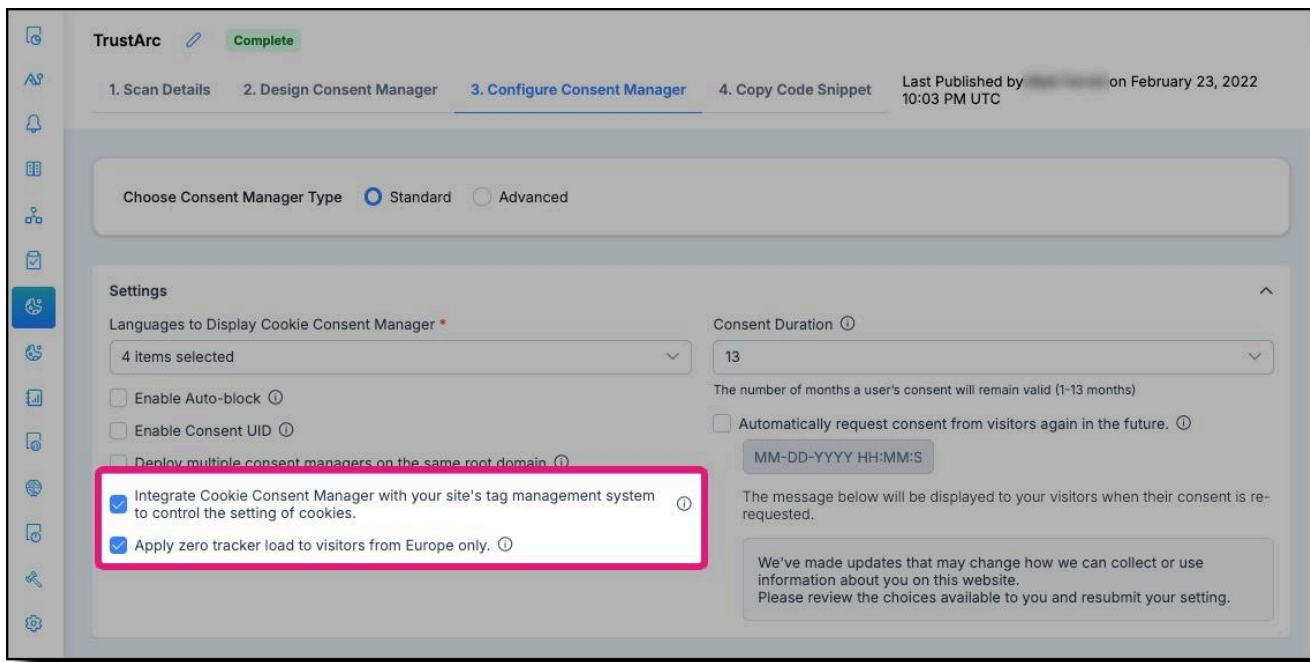 TrustArc
Complete
1. Scan Details
2. Design Consent Manager
3. Configure Consent Manager
4. Copy Code Snippet
Last Published by on February 23, 2022
10:03 PM UTC
Choose Consent Manager Type
Standard
Advanced
Settings
Languages to Display Cookie Consent Manager *
4 items selected
Enable Auto-block
Enable Consent UID
Deploy multiple consent managers on the same root domain
Integrate Cookie Consent Manager with your site's tag management system
to control the setting of cookies.
Apply zero tracker load to visitors from Europe only.
Consent Duration
13
The number of months a user's consent will remain valid (1-13 months)
Automatically request consent from visitors again in the future.
MM-DD-YYYY HH:MM:S
The message below will be displayed to your visitors when their consent is re-
requested.
We've made updates that may change how we can collect or use
information about you on this website.
Please review the choices available to you and resubmit your setting.